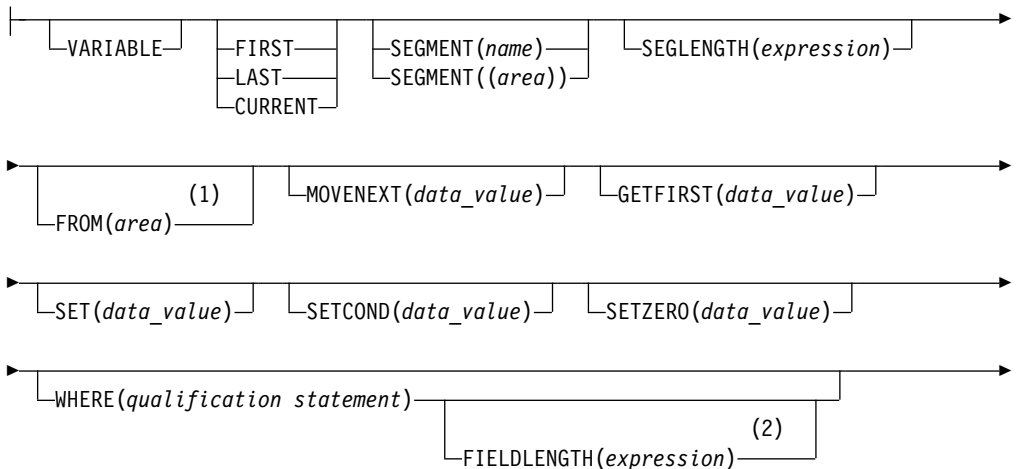 VARIABLE FIRST SEGMENT(name) SEGLENGTH(expression)
LAST SEGMENT((area))
CURRENT
(1) MOVENEXT(data_value) GETFIRST(data_value)
FROM(area)
SET(data_value) SETCOND(data_value) SETZERO(data_value)
WHERE(qualification statement)
(2)
FIELDLENGTH(expression)